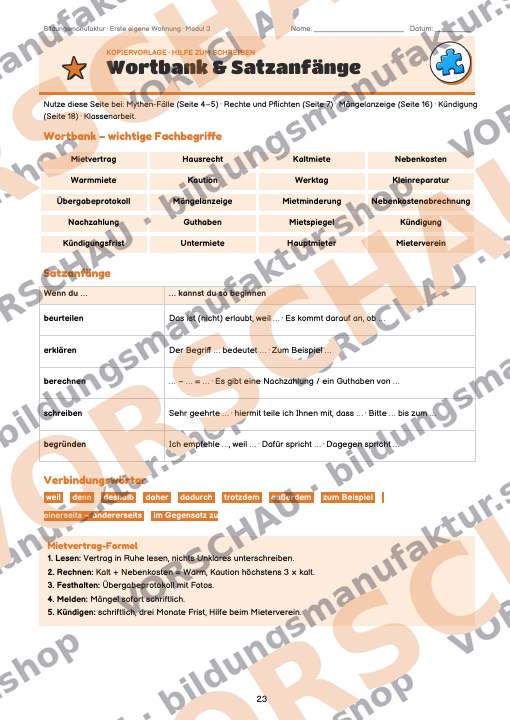 Bildungsmanufaktur · Erste eigene Wohnung · Modul 3 Name: Datum:
KOPIERVORLAGE · HILFE ZUM SCHREIBEN
Wortbank & Satzanfänge
Nutze diese Seite bei: Mythen-Fälle (Seite 4–5) · Rechte und Pflichten (Seite 7) · Mängelanzeige (Seite 16) · Kündigung
(Seite 18) · Klassenarbeit.
Wortbank – wichtige Fachbegriffe
Mietvertrag Hausrecht Kaltmiete Nebenkosten
Warmmiete Kaution Werktag Kleinreparatur
Übergabeprotokoll Mängelanzeige Mietminderung Nebenkostenabrechnung
Nachzahlung Guthaben Mietspiegel Kündigung
Kündigungsfrist Untermiete Hauptmieter Mieterverein
Satzanfänge
Wenn du … … kannst du so beginnen
beurteilen Das ist (nicht) erlaubt, weil … · Es kommt darauf an, ob …
erklären Der Begriff … bedeutet … · Zum Beispiel …
berechnen … − … = … · Es gibt eine Nachzahlung / ein Guthaben von …
schreiben Sehr geehrte … · hiermit teile ich Ihnen mit, dass … · Bitte … bis zum …
begründen Ich empfehle …, weil … · Dafür spricht … · Dagegen spricht …
Verbindungswörter
weil denn deshalb daher dadurch trotzdem außerdem zum Beispiel
einerseits – andererseits im Gegensatz zu
Mietvertrag-Formel
1. Lesen: Vertrag in Ruhe lesen, nichts Unklares unterschreiben.
2. Rechnen: Kalt + Nebenkosten = Warm, Kaution höchstens 3 x kalt.
3. Festhalten: Übergabeprotokoll mit Fotos.
4. Melden: Mängel sofort schriftlich.
5. Kündigen: schriftlich, drei Monate Frist, Hilfe beim Mieterverein.
23
VORSCHAU · bildungsmanufaktur.shop
VORSCHAU